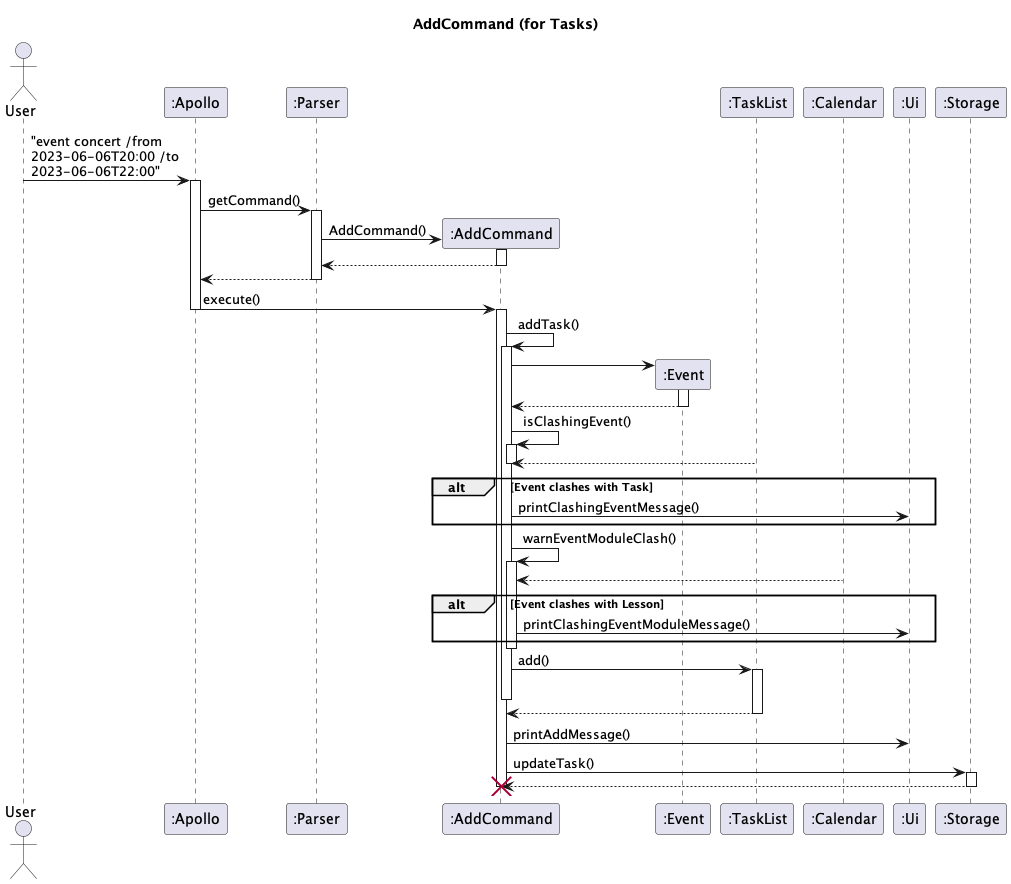 AddCommand (for Tasks)
User
:Apollo
:Parser
:TaskList
:Calendar
:Ui
:Storage
"event concert /from
2023-06-06T20:00 /to
2023-06-06T22:00"
getCommand()
AddCommand()
:AddCommand
execute()
addTask()
:Event
isClashingEvent()
alt
[Event clashes with Task]
printClashingEventMessage()
warnEventModuleClash()
alt
[Event clashes with Lesson]
printClashingEventModuleMessage()
add()
printAddMessage()
updateTask()
User
:Apollo
:Parser
:AddCommand
:Event
:TaskList
:Calendar
:Ui
:Storage